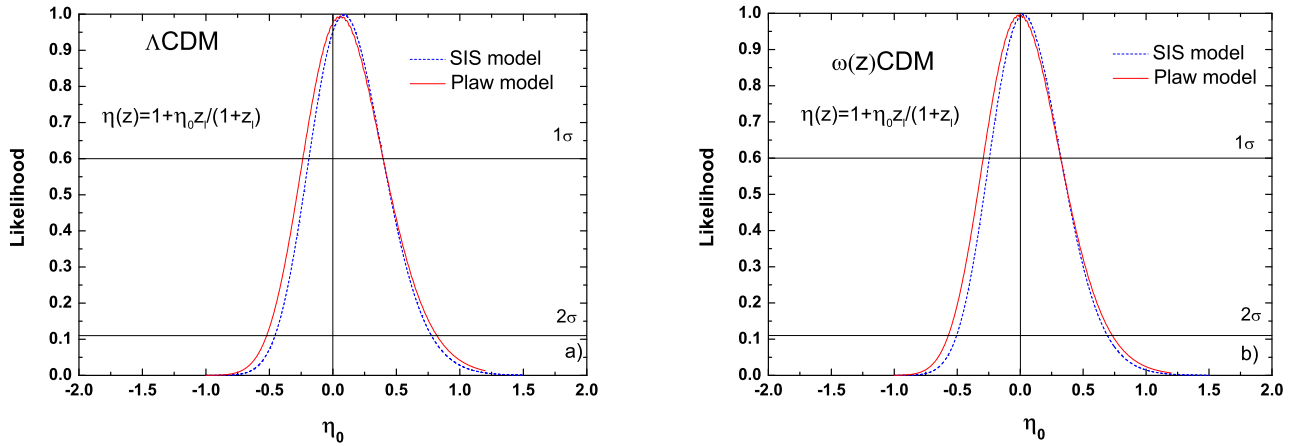 1.0
0.9
0.8
0.7
0.6
0.5
0.4
0.3
0.2
0.1
0.0
Likelihood
ΛCDM
SIS model
Plaw model
η(z)=1+η₀zₗ/(1+zₗ)
1σ
2σ
a)
-2.0 -1.5 -1.0 -0.5 0.0 0.5 1.0 1.5 2.0
η₀
1.0
0.9
0.8
0.7
0.6
0.5
0.4
0.3
0.2
0.1
0.0
Likelihood
SIS model
Plaw model
ω(z)CDM
η(z)=1+η₀zₗ/(1+zₗ)
1σ
2σ
b)
-2.0 -1.5 -1.0 -0.5 0.0 0.5 1.0 1.5 2.0
η₀